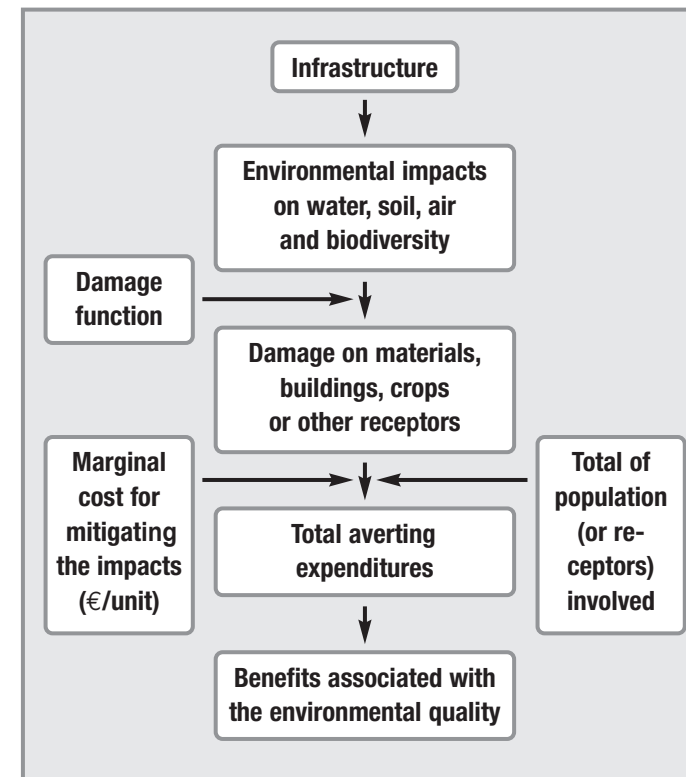 Infrastructure
Environmental impacts
on water, soil, air
and biodiversity
Damage
function
Damage on materials,
buildings, crops
or other receptors
Marginal
cost for
mitigating
the impacts
(€/unit)
Total of
population
(or re-
ceptors)
involved
Total averting
expenditures
Benefits associated with
the environmental quality